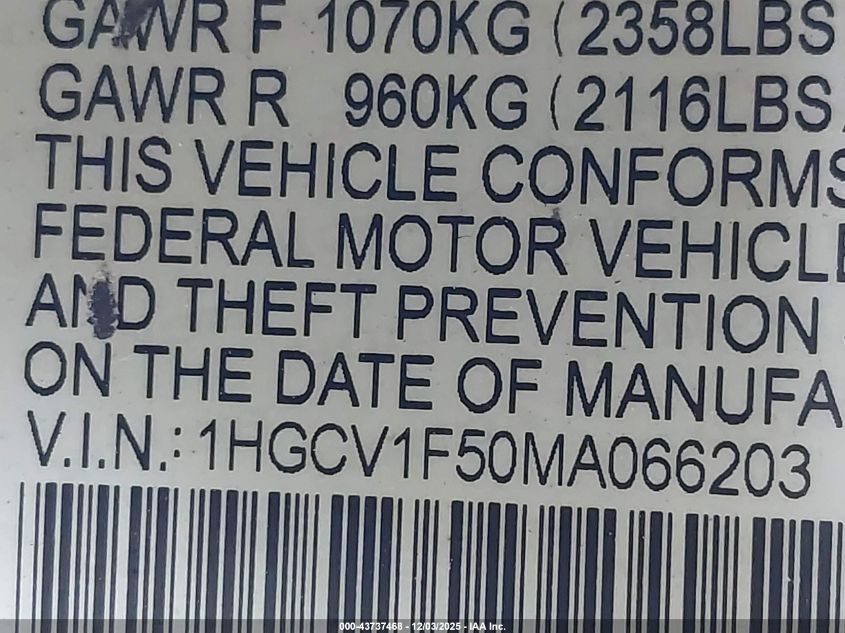 GAWR F 1070KG (2358LBS
GAWR R 960KG (2116LBS
THIS VEHICLE CONFORMS
FEDERAL MOTOR VEHICLE
AND THEFT PREVENTION
ON THE DATE OF MANUFA
V.I.N.: 1HGCV1F50MA066203
000-43737468 - 12/03/2025 - IAA Inc.